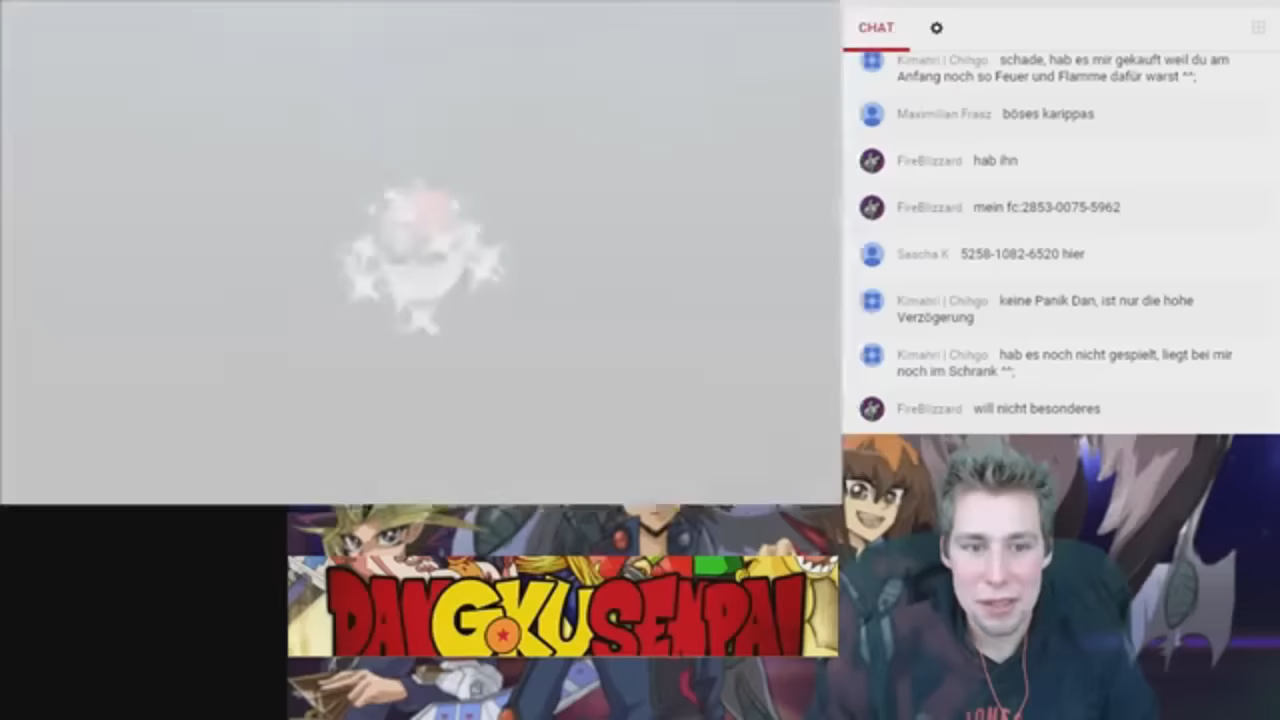 CHAT
Kimahri | Chihgo schade, hab es mir gekauft weil du am
Anfang noch so Feuer und Flamme dafür warst ^^;
Maximilian Frasz böses karippas
FireBlizzard hab ihn
FireBlizzard mein fc:2853-0075-5962
Sascha K 5258-1082-6520 hier
Kimahri | Chihgo keine Panik Dan, ist nur die hohe
Verzögerung
Kimahri | Chihgo hab es noch nicht gespielt, liegt bei mir
noch im Schrank ^^;
FireBlizzard will nicht besonderes
DANGOKUSENPAI